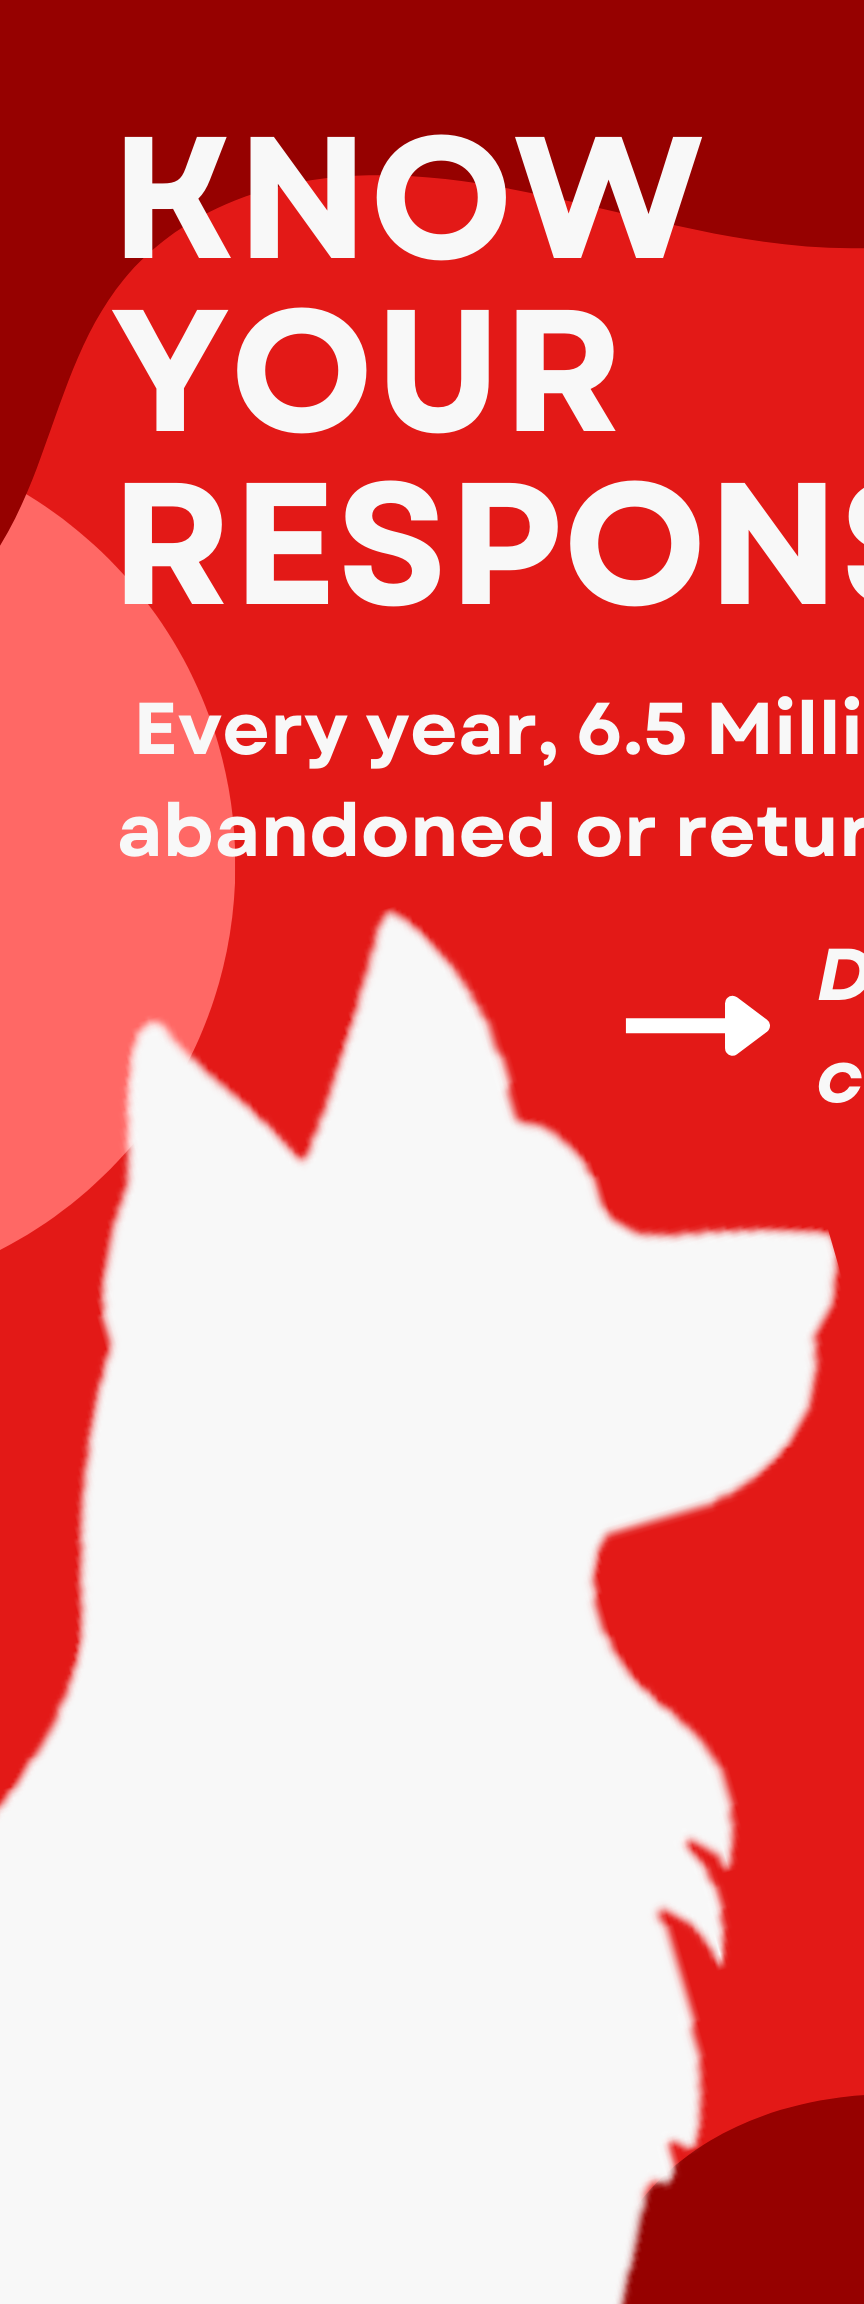 KNOW
YOUR
RESPONS
Every year, 6.5 Milli
abandoned or retur
D
c